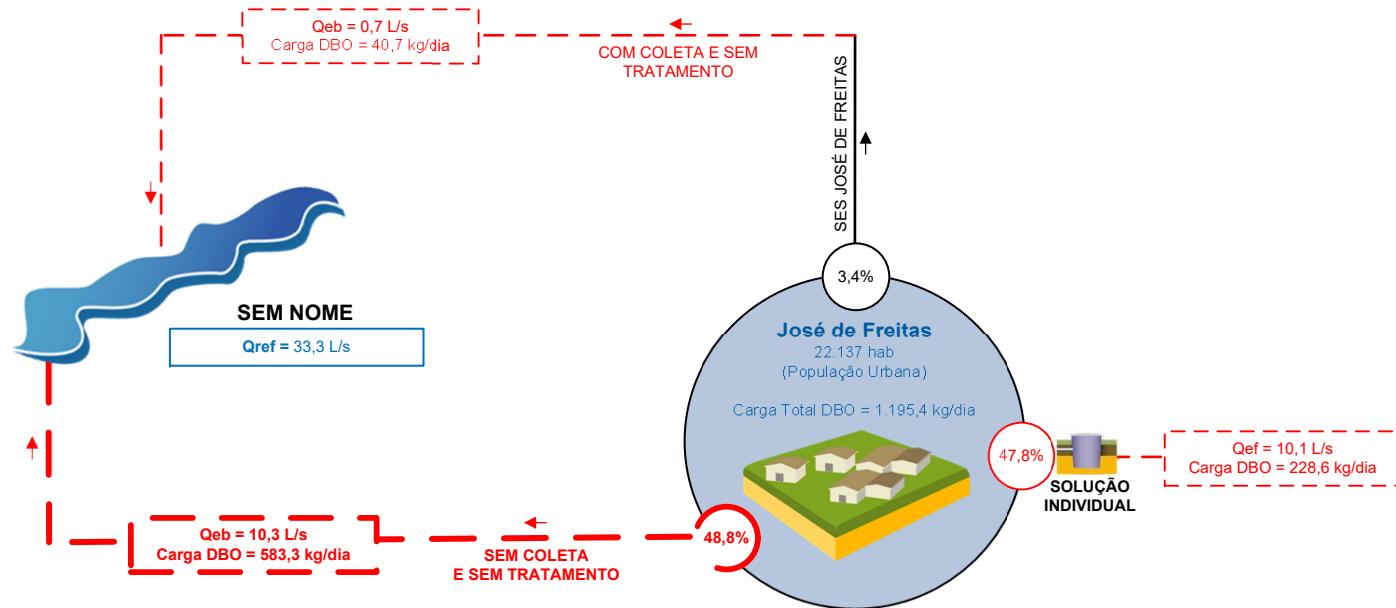 Qeb = 0,7 L/s
Carga DBO = 40,7 kg/dia
COM COLETA E SEM
TRATAMENTO
SES JOSÉ DE FREITAS
3,4%
SEM NOME
Qref = 33,3 L/s
José de Freitas
22.137 hab
(População Urbana)
Carga Total DBO = 1.195,4 kg/dia
47,8%
SOLUÇÃO
INDIVIDUAL
Qef = 10,1 L/s
Carga DBO = 228,6 kg/dia
48,8%
SEM COLETA
E SEM TRATAMENTO
Qeb = 10,3 L/s
Carga DBO = 583,3 kg/dia